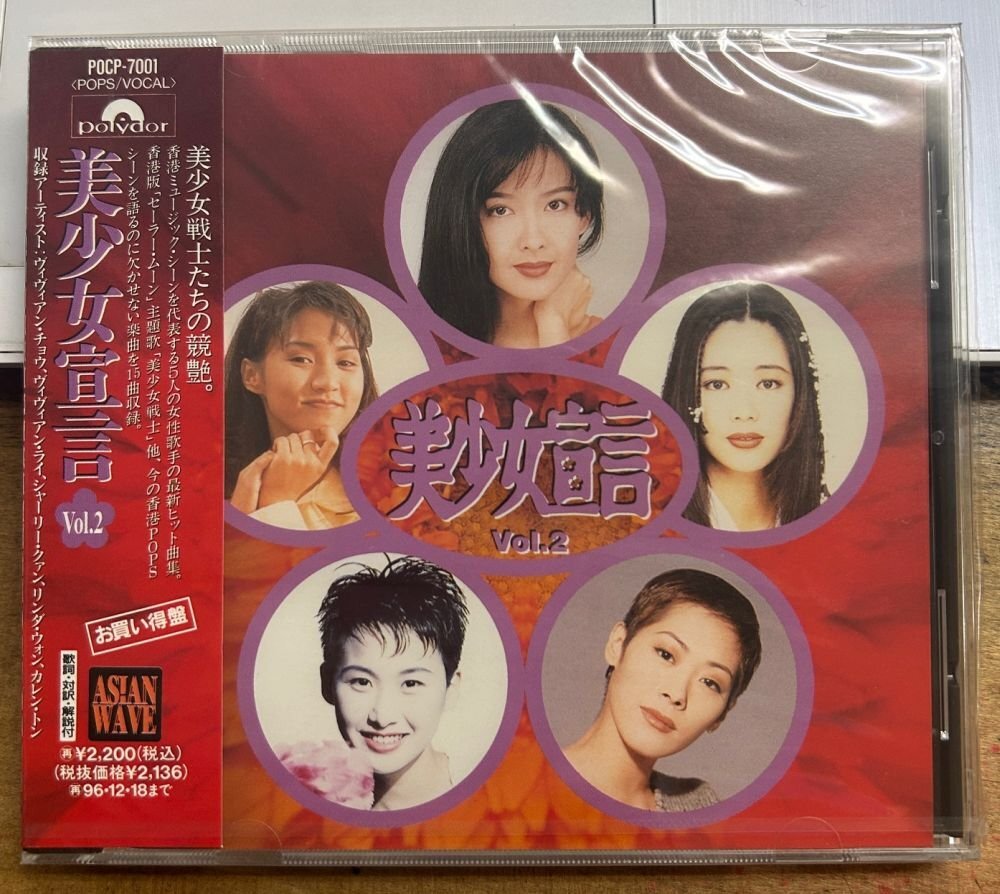 POCP-7001
〈POPS/VOCAL〉
polydor
美少女戦士たちの競艶。
香港ミュージック・シーンを代表する5人の女性歌手の最新ヒット曲集。
香港版「セーラー・ムーン」主題歌「美少女戦士」他、今の香港POPS
シーンを語るのに欠かせない楽曲を15曲収録。
美少女宣言
Vol.2
収録アーティスト:ヴィヴィアン・チョウ、ヴィヴィアン・ライ、シャーリー・クァン、リンダ・ウォン、カレン・トン
お買い得盤
歌詞・対訳・解説付
ASIAN
WAVE
再¥2,200(税込)
(税抜価格¥2,136)
再96・12・18まで
美少女宣言
Vol.2